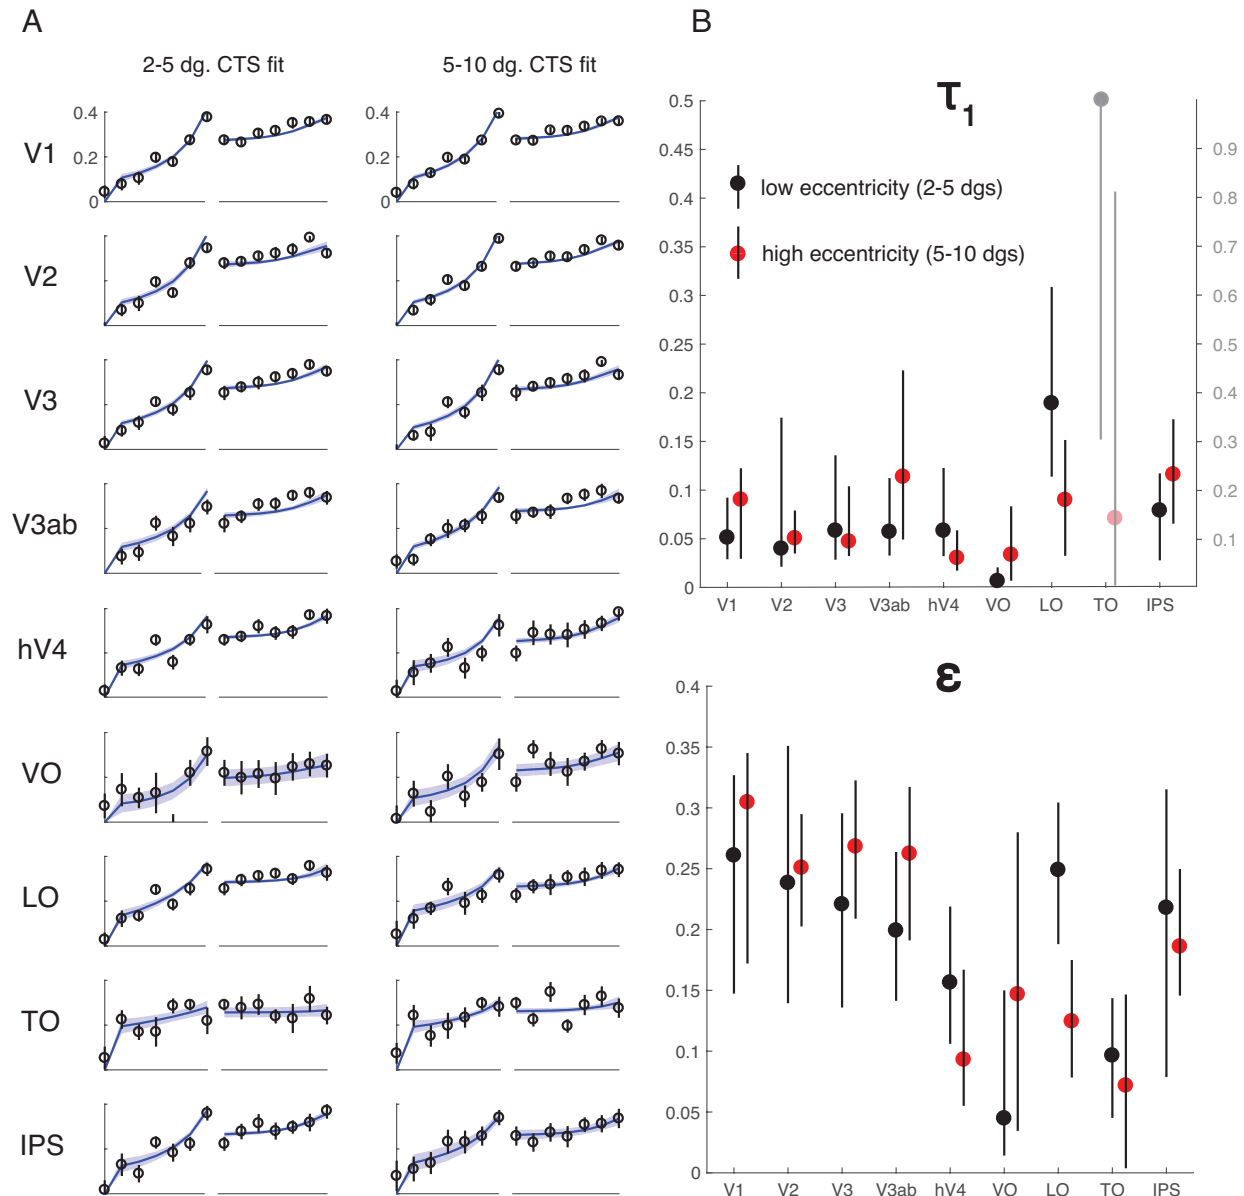 A
B
2-5 dg. CTS fit
5-10 dg. CTS fit
V1
0.4
0.2
0
V2
V3
V3ab
hV4
VO
LO
TO
IPS
τ1
0.5
0.45
0.4
0.35
0.3
0.25
0.2
0.15
0.1
0.05
0
low eccentricity (2-5 dgs)
high eccentricity (5-10 dgs)
0.9
0.8
0.7
0.6
0.5
0.4
0.3
0.2
0.1
V1 V2 V3 V3ab hV4 VO LO TO IPS
ε
0.4
0.35
0.3
0.25
0.2
0.15
0.1
0.05
0
V1 V2 V3 V3ab hV4 VO LO TO IPS